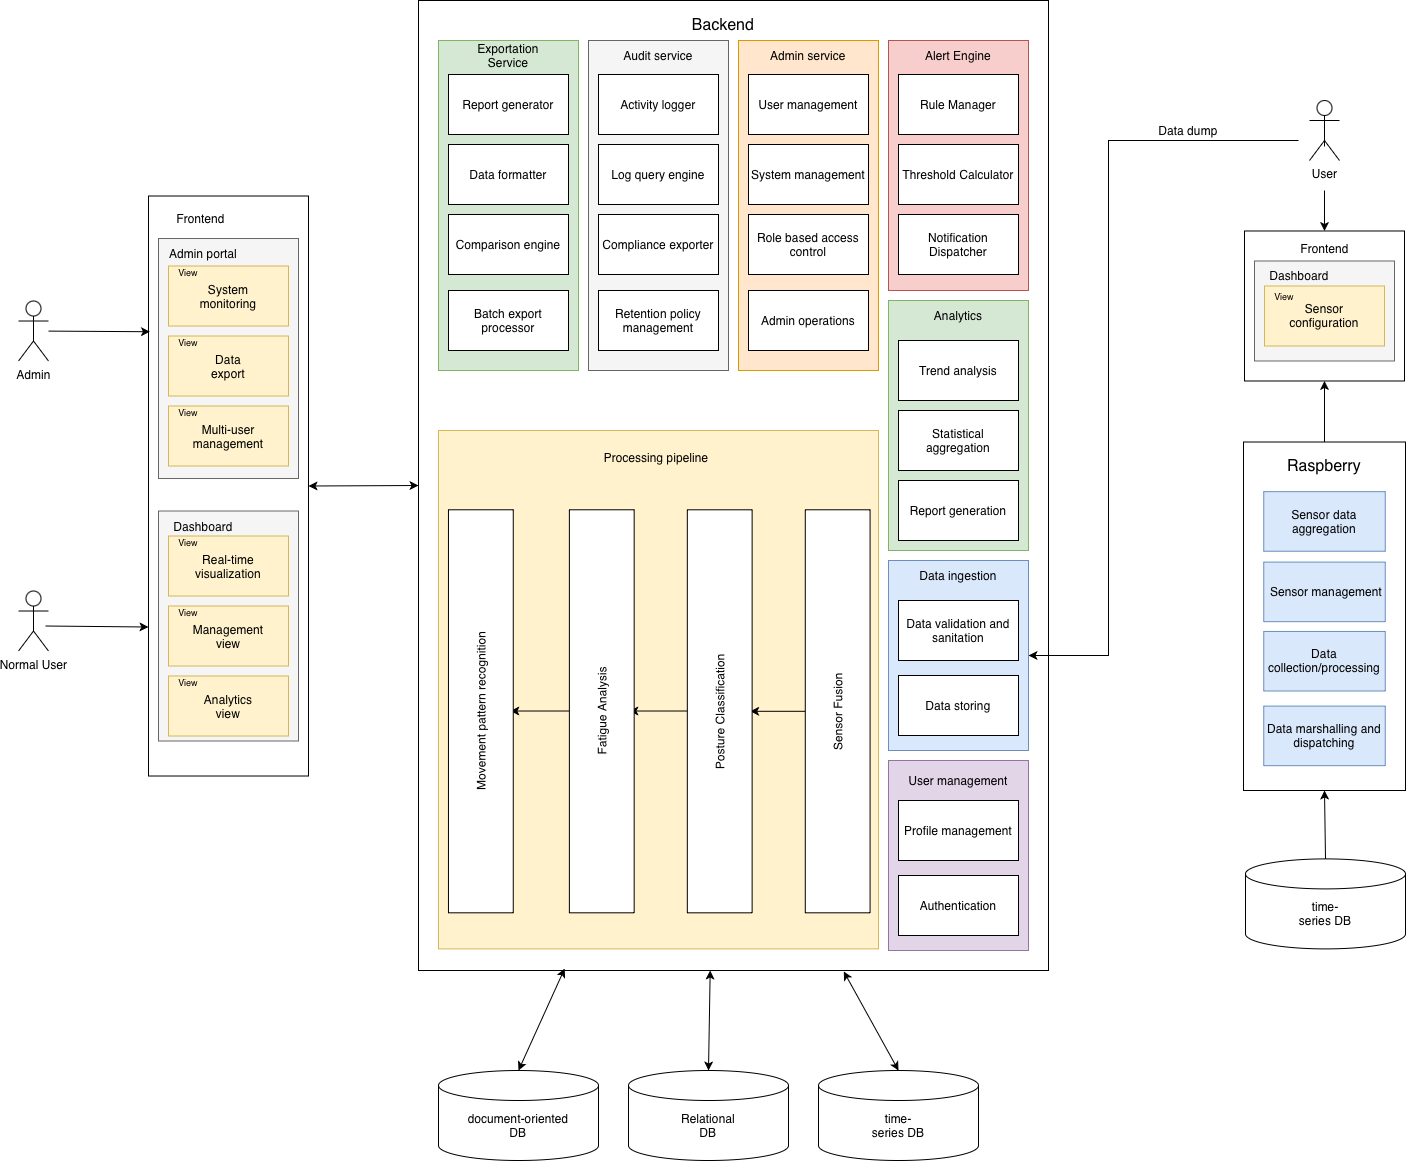 Backend
Exportation
Service
Report generator
Data formatter
Comparison engine
Batch export
processor
Audit service
Activity logger
Log query engine
Compliance exporter
Retention policy
management
Admin service
User management
System management
Role based access
control
Admin operations
Alert Engine
Rule Manager
Threshold Calculator
Notification
Dispatcher
Analytics
Trend analysis
Statistical
aggregation
Report generation
Data ingestion
Data validation and
sanitation
Data storing
User management
Profile management
Authentication
Processing pipeline
Movement pattern recognition
Fatigue Analysis
Posture Classification
Sensor Fusion
Frontend
Admin portal
View
System
monitoring
View
Data
export
View
Multi-user
management
Dashboard
View
Real-time
visualization
View
Management
view
View
Analytics
view
Admin
Normal User
Data dump
User
Frontend
Dashboard
View
Sensor
configuration
Raspberry
Sensor data
aggregation
Sensor management
Data
collection/processing
Data marshalling and
dispatching
time-
series DB
document-oriented
DB
Relational
DB
time-
series DB